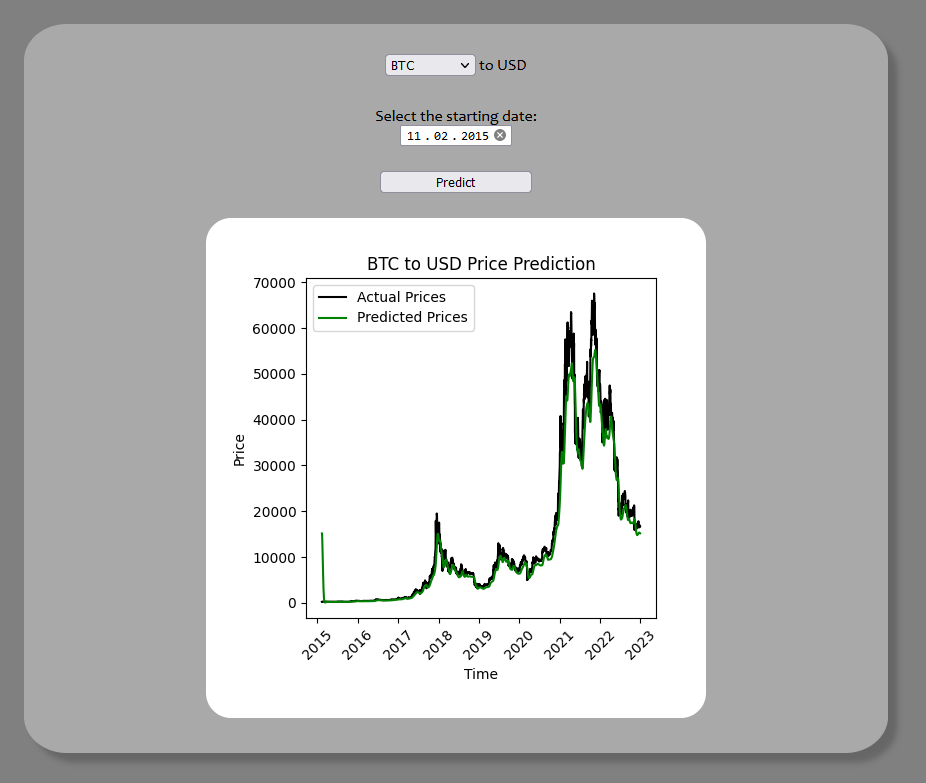 BTC to USD
Select the starting date:
11 . 02 . 2015
Predict
BTC to USD Price Prediction
Actual Prices
Predicted Prices
Price
70000
60000
50000
40000
30000
20000
10000
0
2015 2016 2017 2018 2019 2020 2021 2022 2023
Time